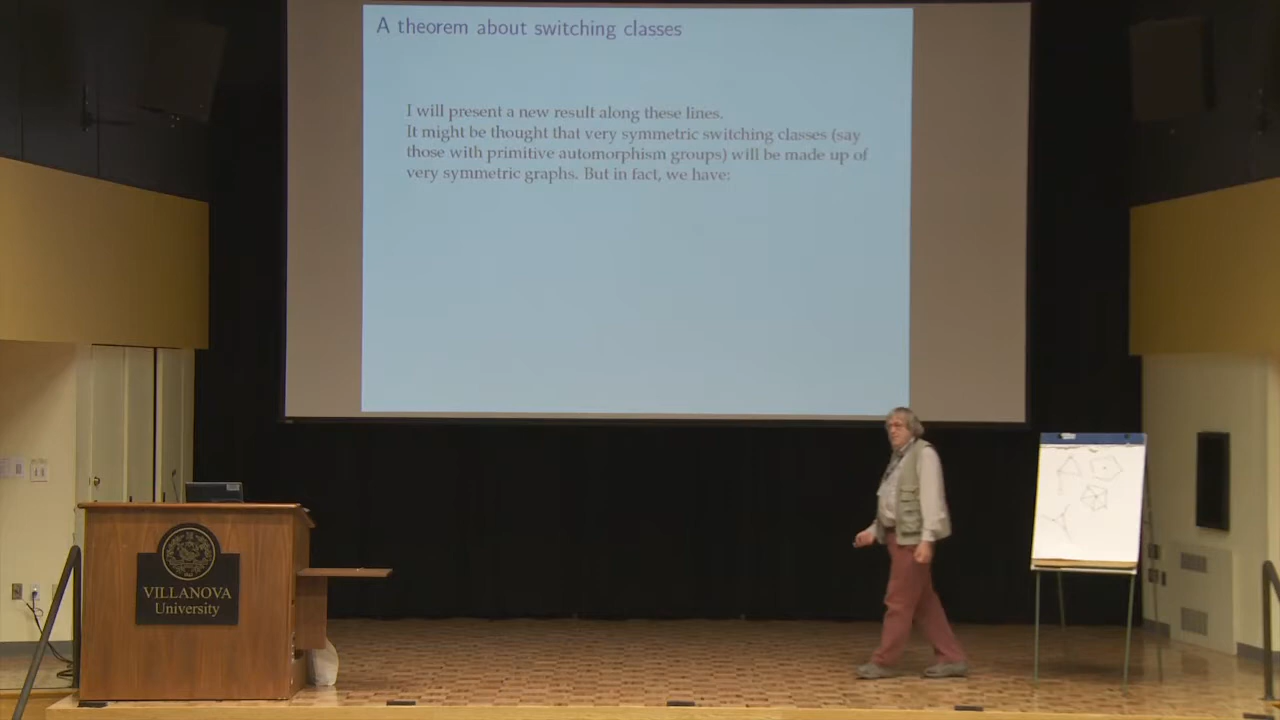 A theorem about switching classes
I will present a new result along these lines.
It might be thought that very symmetric switching classes (say
those with primitive automorphism groups) will be made up of
very symmetric graphs. But in fact, we have:
VILLANOVA
University